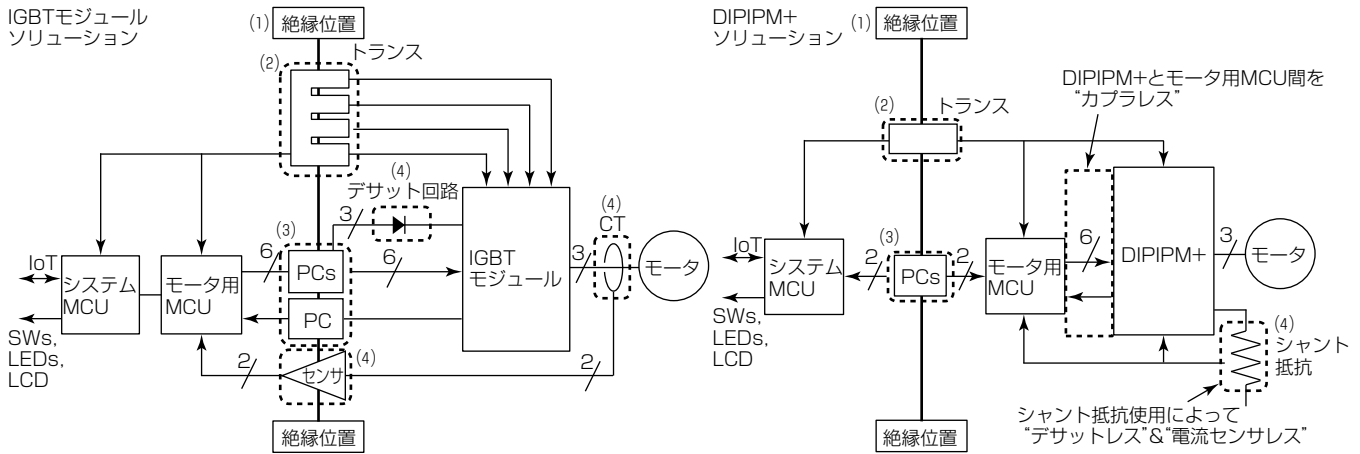 IGBTモジュール
ソリューション
(1)
絶縁位置
トランス
(2)
(4)
デサット回路
3
(4)
CT
(3)
6
PCs
6
IGBT
モジュール
3
モータ
IoT
システム
MCU
モータ用
MCU
PC
SWs,
LEDs,
LCD
2
センサ
(4)
2
絶縁位置
DIPIPM+
ソリューション
(1)
絶縁位置
DIPIPM+とモータ用MCU間を
“カプラレス”
(2)
トランス
(3)
IoT
システム
MCU
2
PCs
2
モータ用
MCU
6
DIPIPM+
3
モータ
SWs,
LEDs,
LCD
(4)
シャント
抵抗
シャント抵抗使用によって
“デサットレス”&“電流センサレス”
絶縁位置